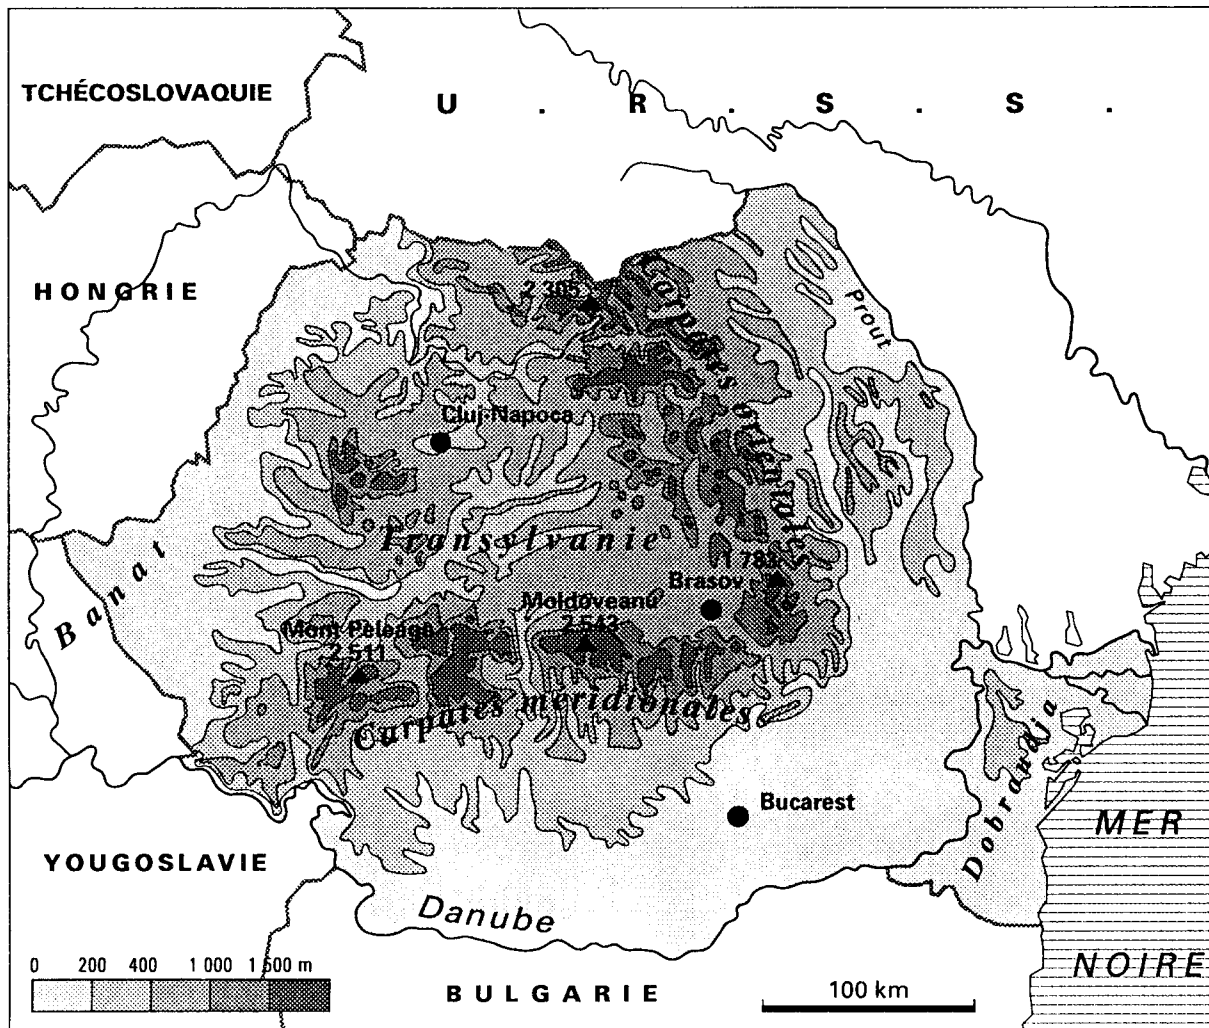 TCHÉCOSLOVAQUIE
U . R . S . S .
HONGRIE
Prout
2 305
Carpates orientales
Cluj-Napoca
Transylvanie
Banat
1 783
Brasov
Moldoveanu
2 543
Mont Peleaga
2 511
Carpates méridionales
Dobroudja
Bucarest
MER
NOIRE
YOUGOSLAVIE
Danube
BULGARIE
0 200 400 1 000 1 500 m
100 km